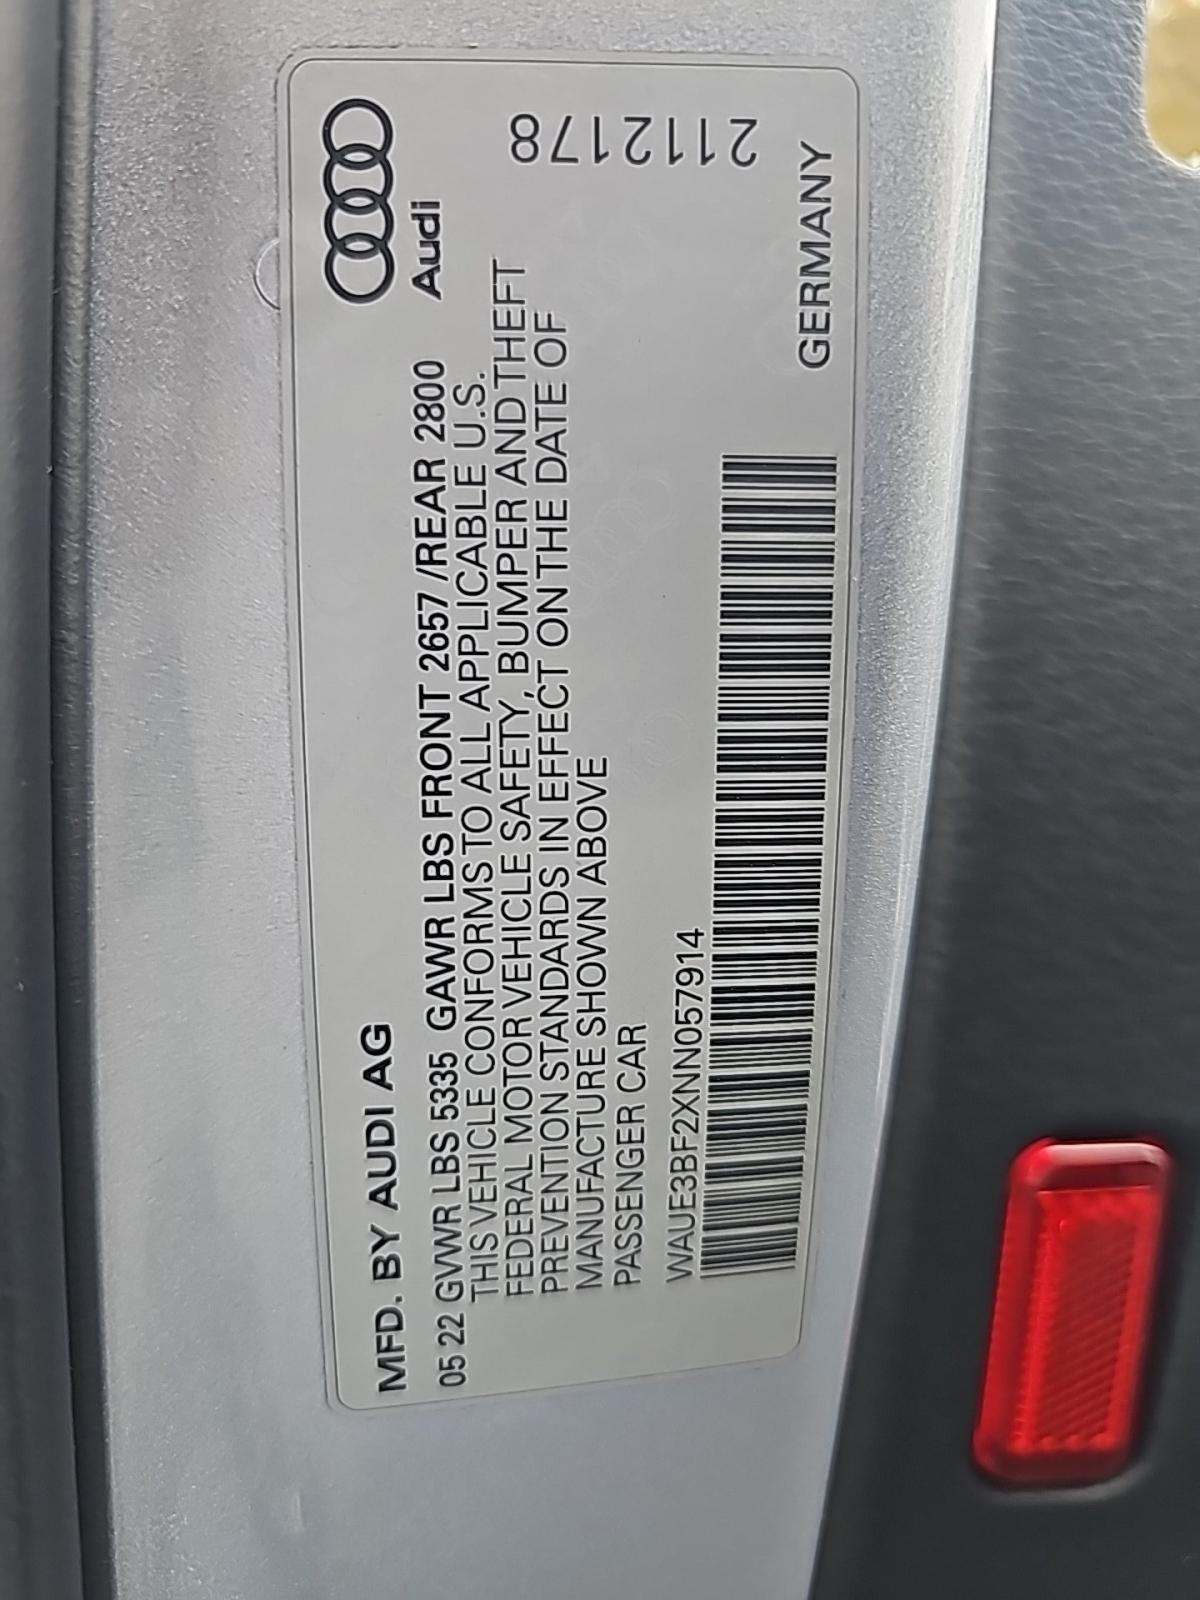 MFD. BY AUDI AG
05 22 GVWR LBS 5335 GAWR LBS FRONT 2657 /REAR 2800
THIS VEHICLE CONFORMS TO ALL APPLICABLE U.S.
FEDERAL MOTOR VEHICLE SAFETY, BUMPER AND THEFT
PREVENTION STANDARDS IN EFFECT ON THE DATE OF
MANUFACTURE SHOWN ABOVE
PASSENGER CAR
WAUE3BF2XNN057914
Audi
2112178
GERMANY